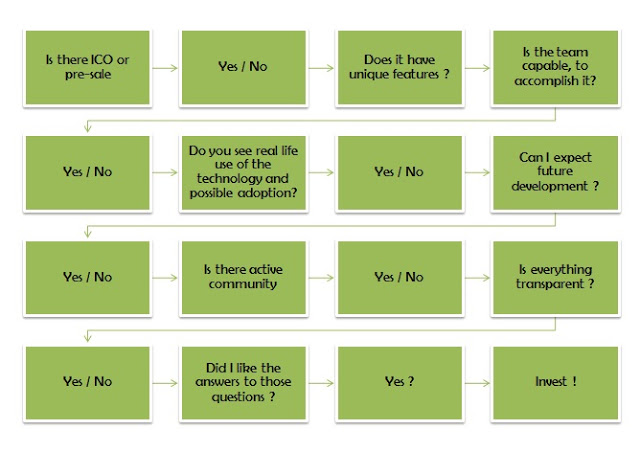 Is there ICO or
pre-sale
Yes / No
Does it have
unique features ?
Is the team
capable, to
accomplish it?
Yes / No
Do you see real life
use of the
technology and
possible adoption?
Yes / No
Can I expect
future
development ?
Yes / No
Is there active
community
Yes / No
Is everything
transparent ?
Yes / No
Did I like the
answers to those
questions ?
Yes ?
Invest !